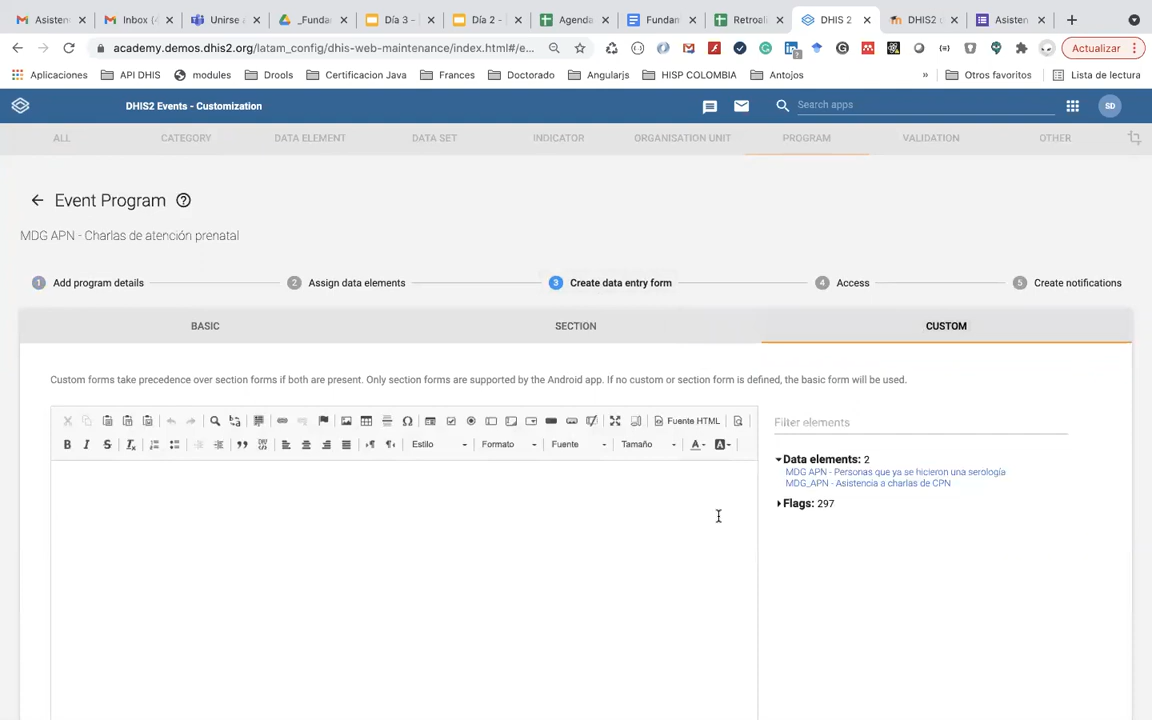 Asisten
Inbox (
Unirse a
_Funda
Día 3 -
Día 2 -
Agenda
Fundam
Retroali
DHIS 2
DHIS2
Asisten
academy.demos.dhis2.org/latam_config/dhis-web-maintenance/index.html#/e...
Actualizar
Aplicaciones
API DHIS
modules
Drools
Certificacion Java
Frances
Doctorado
Angularjs
HISP COLOMBIA
Antojos
»
Otros favoritos
Lista de lectura
DHIS2 Events - Customization
Search apps
SD
ALL
CATEGORY
DATA ELEMENT
DATA SET
INDICATOR
ORGANISATION UNIT
PROGRAM
VALIDATION
OTHER
Event Program
MDG APN - Charlas de atención prenatal
1 Add program details
2 Assign data elements
3 Create data entry form
4 Access
5 Create notifications
BASIC
SECTION
CUSTOM
Custom forms take precedence over section forms if both are present. Only section forms are supported by the Android app. If no custom or section form is defined, the basic form will be used.
Fuente HTML
Estilo
Formato
Fuente
Tamaño
Filter elements
Data elements: 2
MDG APN - Personas que ya se hicieron una serología
MDG_APN - Asistencia a charlas de CPN
Flags: 297